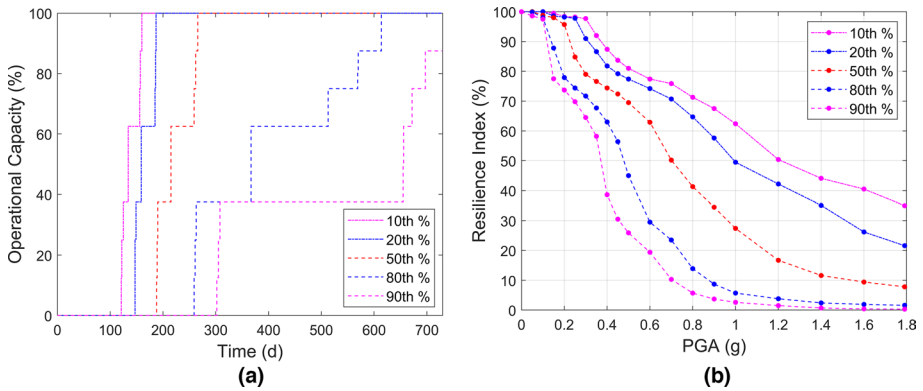 Operational Capacity (%)
100
80
60
40
20
0
0 100 200 300 400 500 600 700
Time (d)
10th %
20th %
50th %
80th %
90th %
(a)
Resilience Index (%)
100
90
80
70
60
50
40
30
20
10
0
0 0.2 0.4 0.6 0.8 1 1.2 1.4 1.6 1.8
PGA (g)
10th %
20th %
50th %
80th %
90th %
(b)